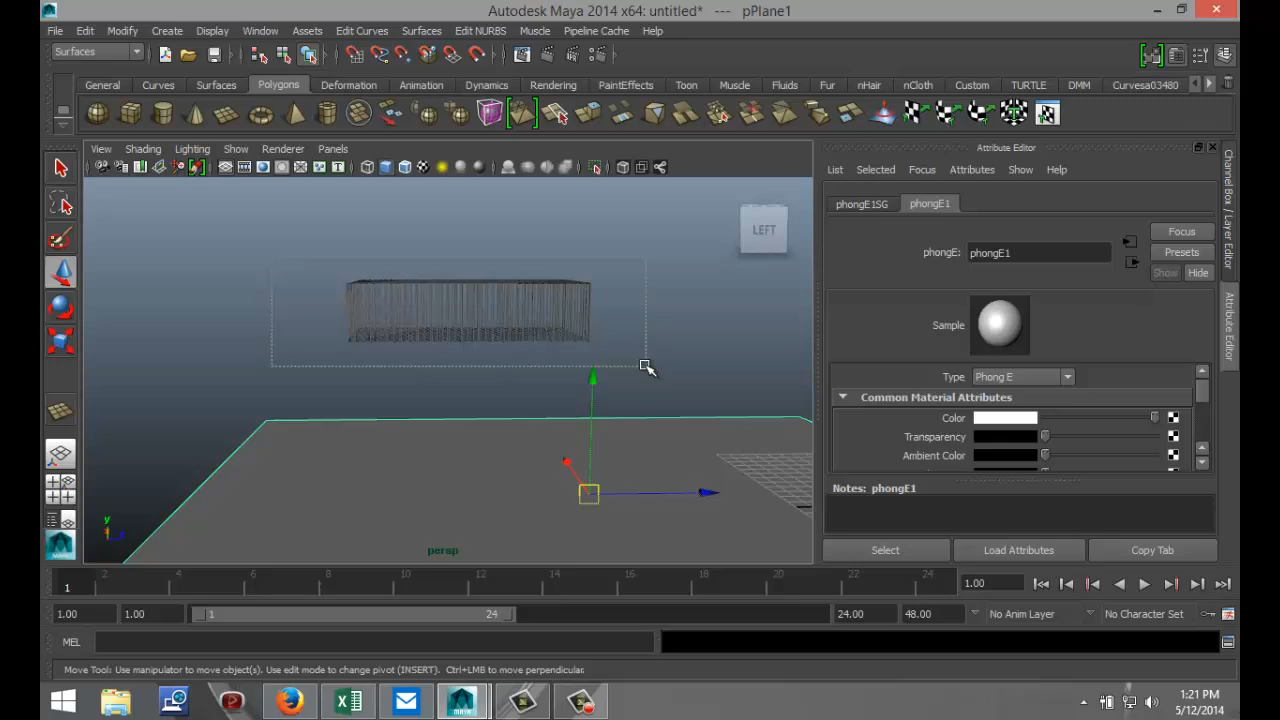 Autodesk Maya 2014 x64: untitled* --- pPlane1
File Edit Modify Create Display Window Assets Edit Curves Surfaces Edit NURBS Muscle Pipeline Cache Help
Surfaces
General Curves Surfaces Polygons Deformation Animation Dynamics Rendering PaintEffects Toon Muscle Fluids Fur nHair nCloth Custom TURTLE DMM Curvesa03480
View Shading Lighting Show Renderer Panels
Attribute Editor
List Selected Focus Attributes Show Help
phongE1SG phongE1
Focus
phongE: phongE1
Presets
Show Hide
Sample
Type Phong E
Common Material Attributes
Color
Transparency
Ambient Color
Notes: phongE1
Select Load Attributes Copy Tab
Channel Box / Layer Editor
Attribute Editor
LEFT
y
z
persp
1 2 4 6 8 10 12 14 16 18 20 22 24 1.00
1.00 1.00 1 24 24.00 48.00 No Anim Layer No Character Set
MEL
Move Tool: Use manipulator to move object(s). Use edit mode to change pivot (INSERT). Ctrl+LMB to move perpendicular.
1:21 PM
5/12/2014